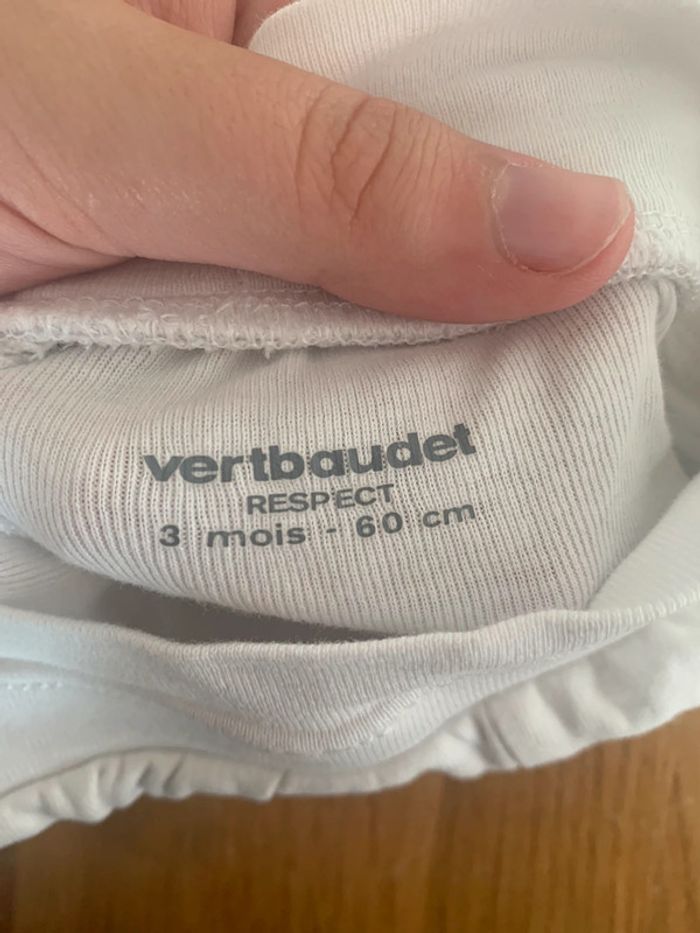 vertbaudet
RESPECT
3 mois - 60 cm